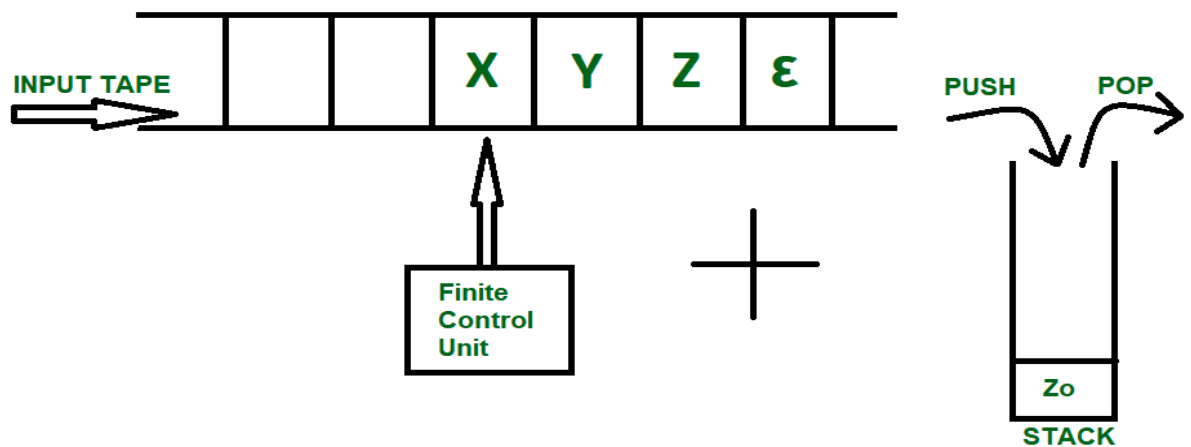 X Y Z ε
INPUT TAPE
PUSH
POP
Finite
Control
Unit
Zo
STACK